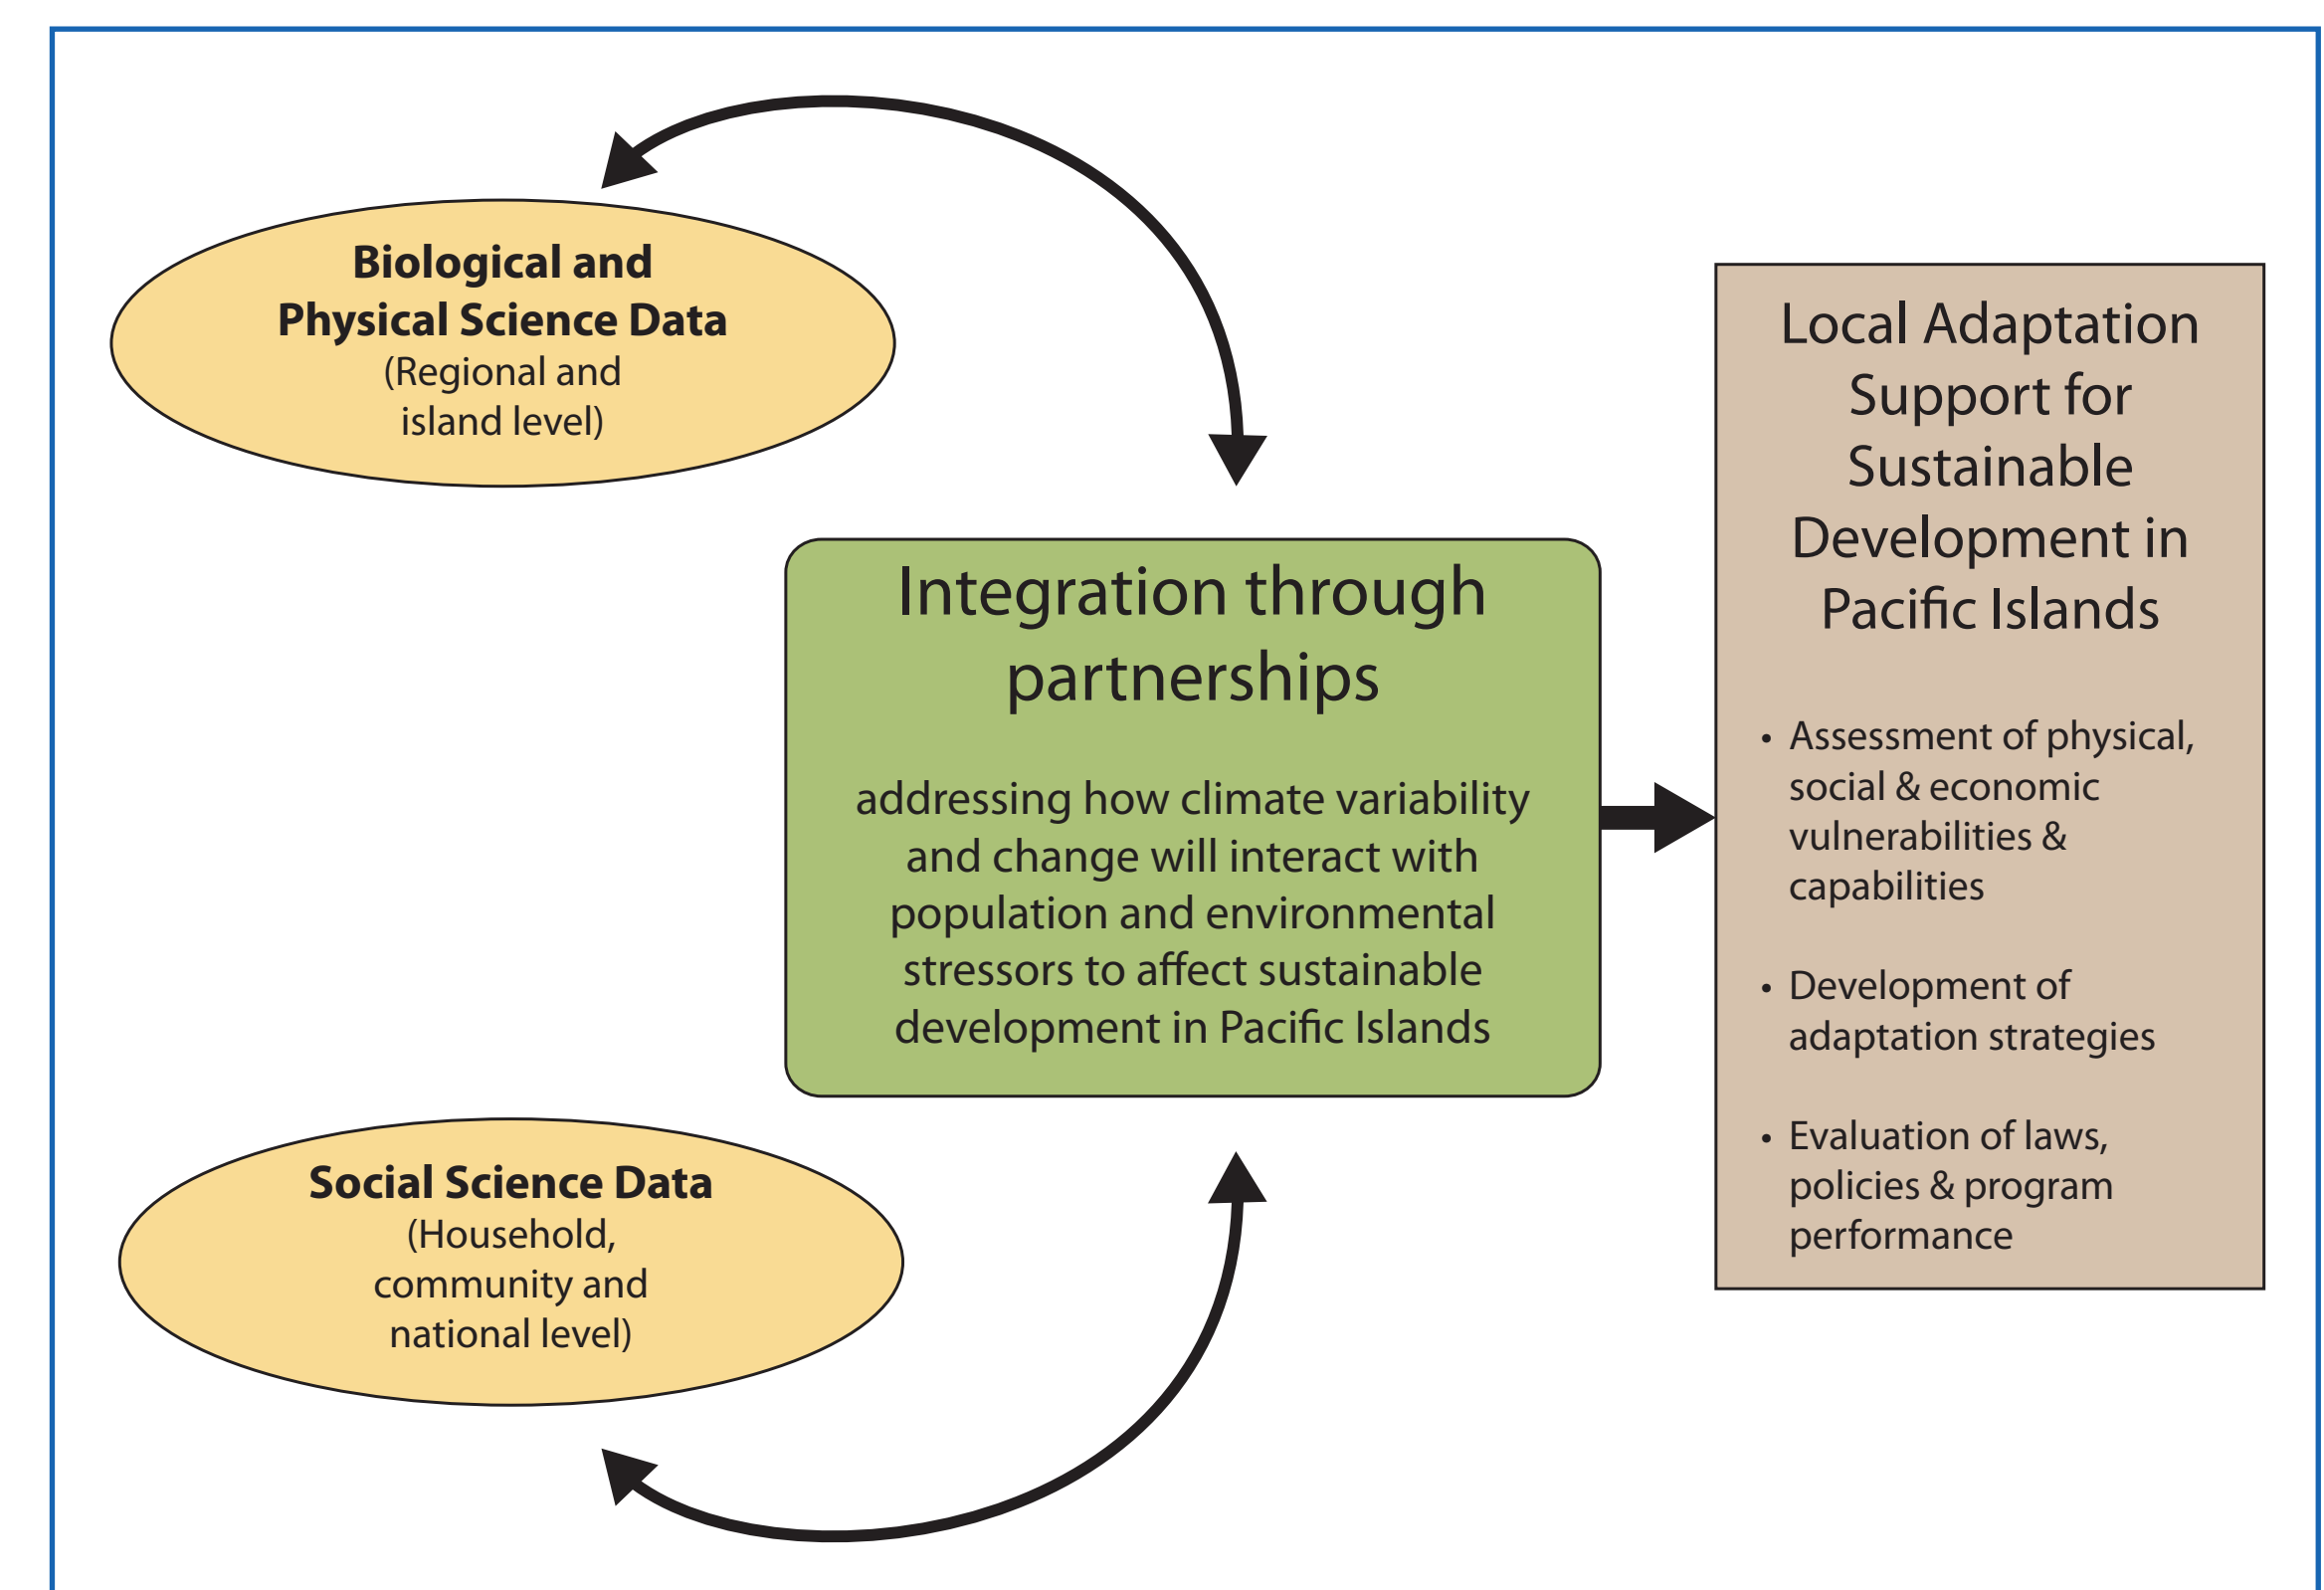 Biological and
Physical Science Data
(Regional and
island level)
Integration through
partnerships
addressing how climate variability
and change will interact with
population and environmental
stressors to affect sustainable
development in Pacific Islands
Social Science Data
(Household,
community and
national level)
Local Adaptation
Support for
Sustainable
Development in
Pacific Islands
• Assessment of physical,
social & economic
vulnerabilities &
capabilities
• Development of
adaptation strategies
• Evaluation of laws,
policies & program
performance